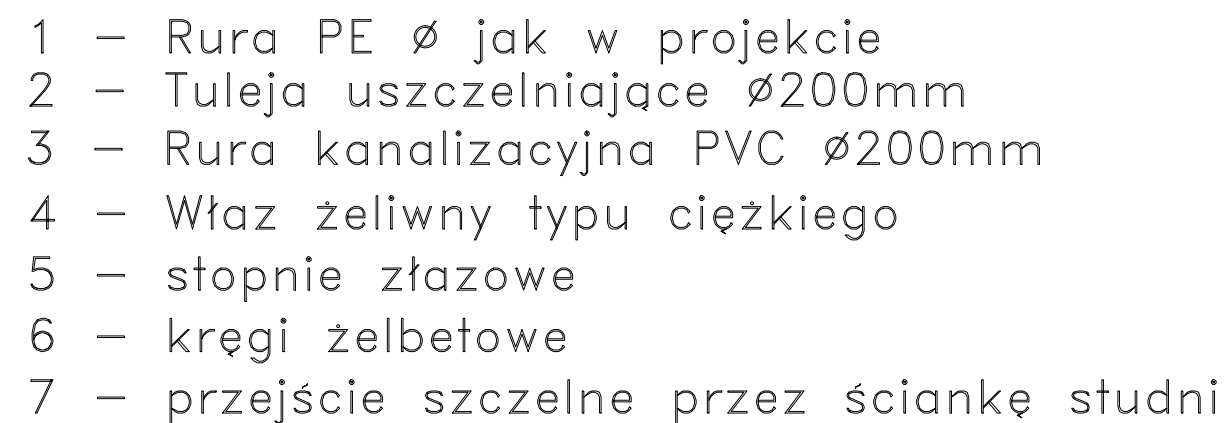 1 – Rura PE Ø jak w projekcie
2 – Tuleja uszczelniające Ø200mm
3 – Rura kanalizacyjna PVC Ø200mm
4 – Właz żeliwny typu ciężkiego
5 – stopnie złazowe
6 – kręgi żelbetowe
7 – przejście szczelne przez ściankę studni